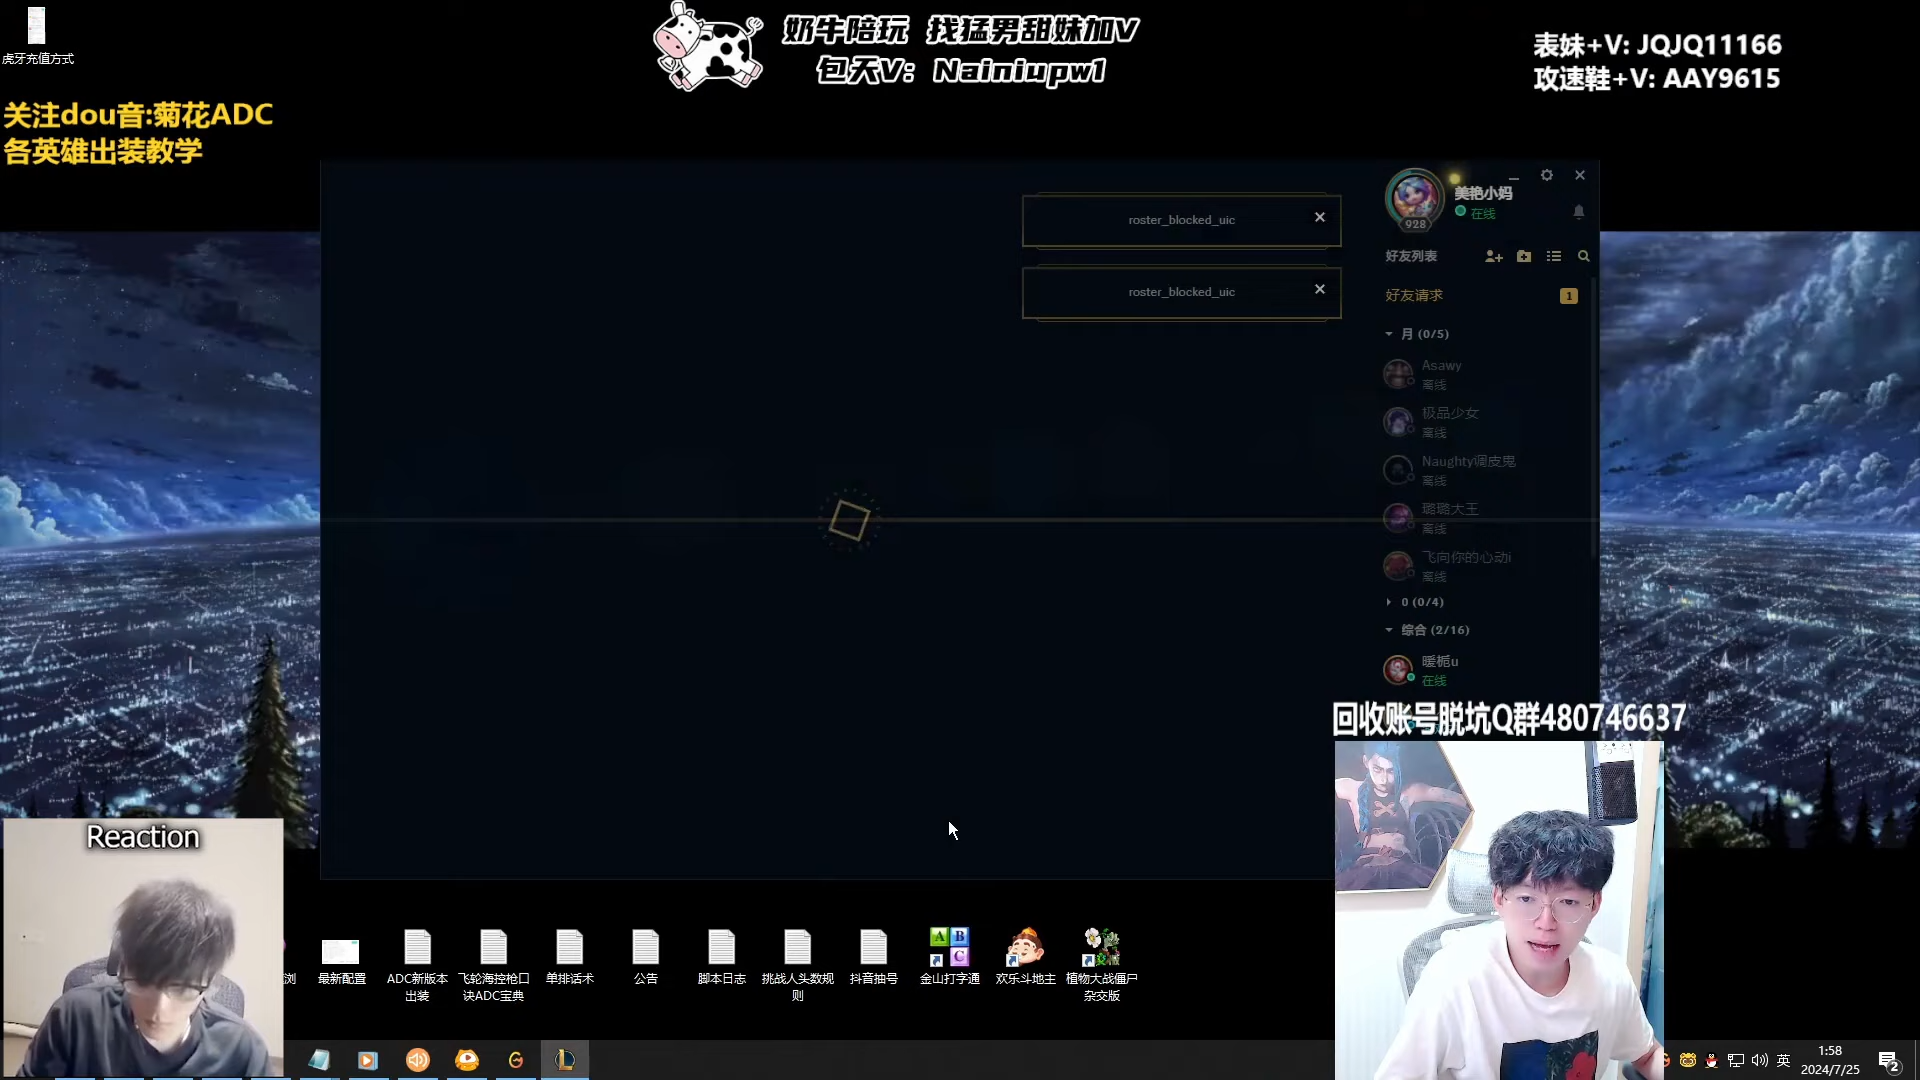 虎牙充值方式
奶牛陪玩 找猛男甜妹加V
包天V: Nainiupw1
表妹+V: JQJQ11166
攻速鞋+V: AAY9615
关注dou音:菊花ADC
各英雄出装教学
roster_blocked_uic
roster_blocked_uic
美艳小妈
928
在线
好友列表
好友请求
1
月 (0/5)
Asawy
离线
极品少女
离线
Naughty调皮鬼
离线
璐璐大王
离线
飞向你的心动i
离线
0 (0/4)
综合 (2/16)
暖栀u
在线
回收账号脱坑Q群480746637
Reaction
浏
最新配置
ADC新版本
出装
飞轮海控枪口
诀ADC宝典
单排话术
公告
脚本日志
挑战人头数规
则
抖音抽号
金山打字通
欢乐斗地主
植物大战僵尸
杂交版
英
1:58
2024/7/25
2